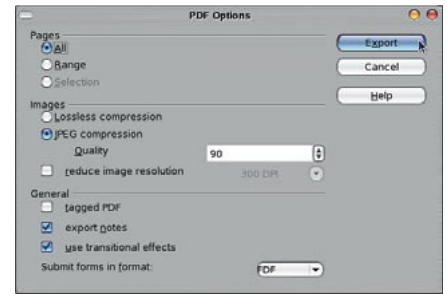 PDF Options
Pages
All
Range
Selection
Export
Cancel
Help
Images
Lossless compression
JPEG compression
Quality 90
reduce image resolution 300 DPI
General
tagged PDF
export notes
use transitional effects
Submit forms in format: PDF